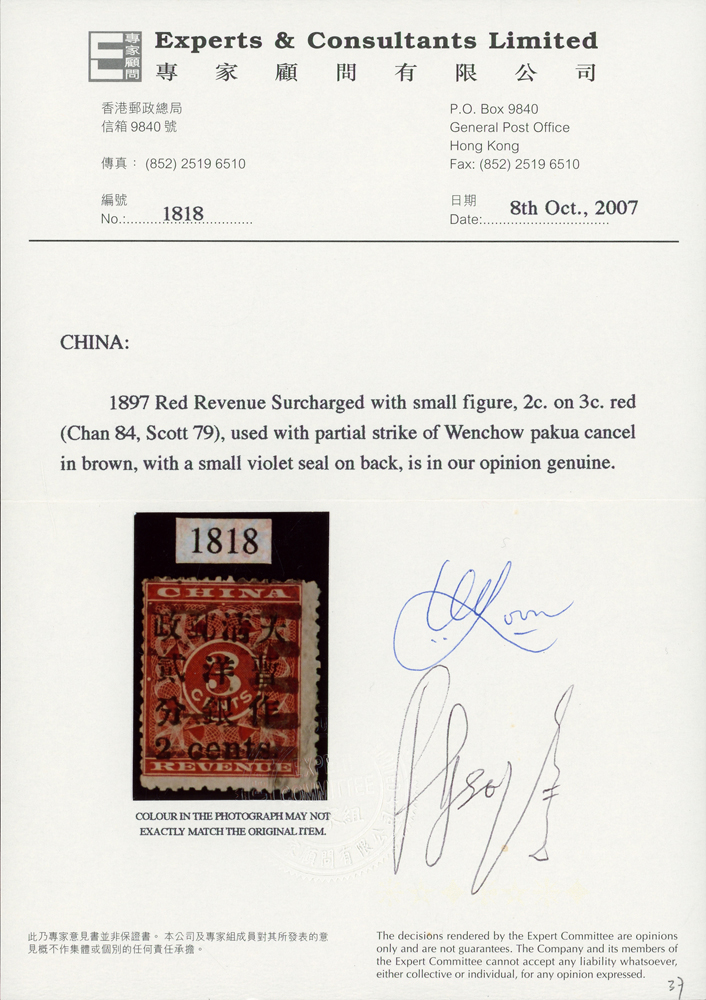 專家
顧問
Experts & Consultants Limited
專家顧問有限公司
香港郵政總局
信箱 9840 號
傳真： (852) 2519 6510
P.O. Box 9840
General Post Office
Hong Kong
Fax: (852) 2519 6510
編號
No.: 1818
日期
Date: 8th Oct., 2007
CHINA:
1897 Red Revenue Surcharged with small figure, 2c. on 3c. red
(Chan 84, Scott 79), used with partial strike of Wenchow pakua cancel
in brown, with a small violet seal on back, is in our opinion genuine.
1818
CHINA
政郵清大
貳洋暫
分銀作
3
CENTS
2 cents.
REVENUE
COLOUR IN THE PHOTOGRAPH MAY NOT
EXACTLY MATCH THE ORIGINAL ITEM.
此乃專家意見書並非保證書。本公司及專家組成員對其所發表的意
見概不作集體或個別的任何責任承擔。
The decisions rendered by the Expert Committee are opinions
only and are not guarantees. The Company and its members of
the Expert Committee cannot accept any liability whatsoever,
either collective or individual, for any opinion expressed.
37